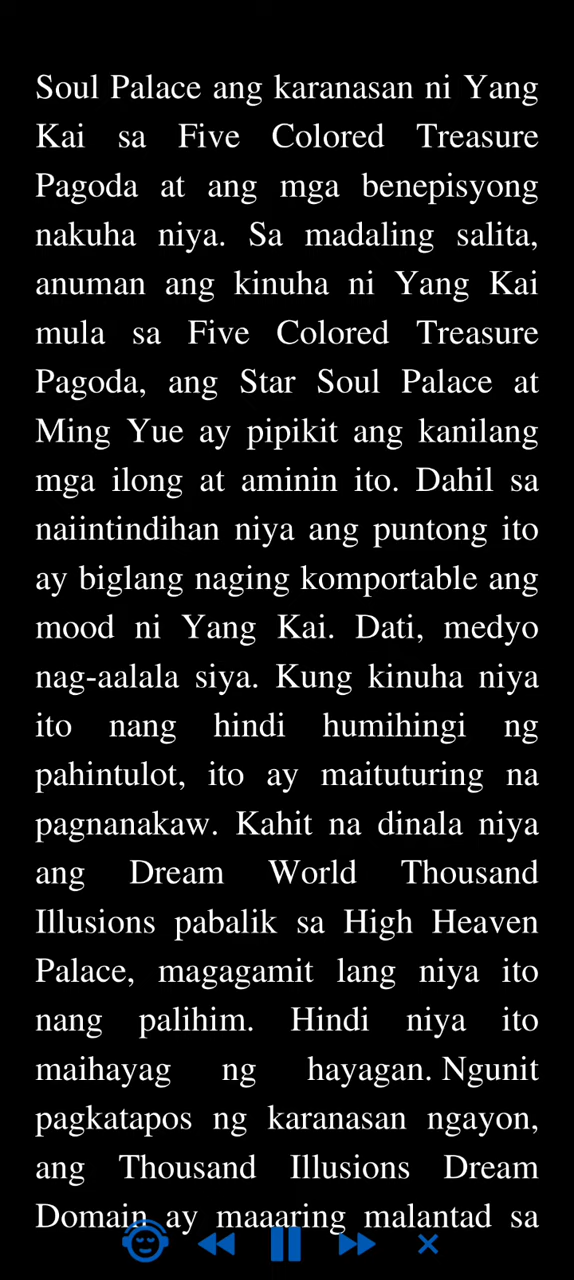 Soul Palace ang karanasan ni Yang
Kai sa Five Colored Treasure
Pagoda at ang mga benepisyong
nakuha niya. Sa madaling salita,
anuman ang kinuha ni Yang Kai
mula sa Five Colored Treasure
Pagoda, ang Star Soul Palace at
Ming Yue ay pipikit ang kanilang
mga ilong at aminin ito. Dahil sa
naiintindihan niya ang puntong ito
ay biglang naging komportable ang
mood ni Yang Kai. Dati, medyo
nag-aalala siya. Kung kinuha niya
ito nang hindi humihingi ng
pahintulot, ito ay maituturing na
pagnanakaw. Kahit na dinala niya
ang Dream World Thousand
Illusions pabalik sa High Heaven
Palace, magagamit lang niya ito
nang palihim. Hindi niya ito
maihayag ng hayagan. Ngunit
pagkatapos ng karanasan ngayon,
ang Thousand Illusions Dream
Domain ay maaaring malantad sa